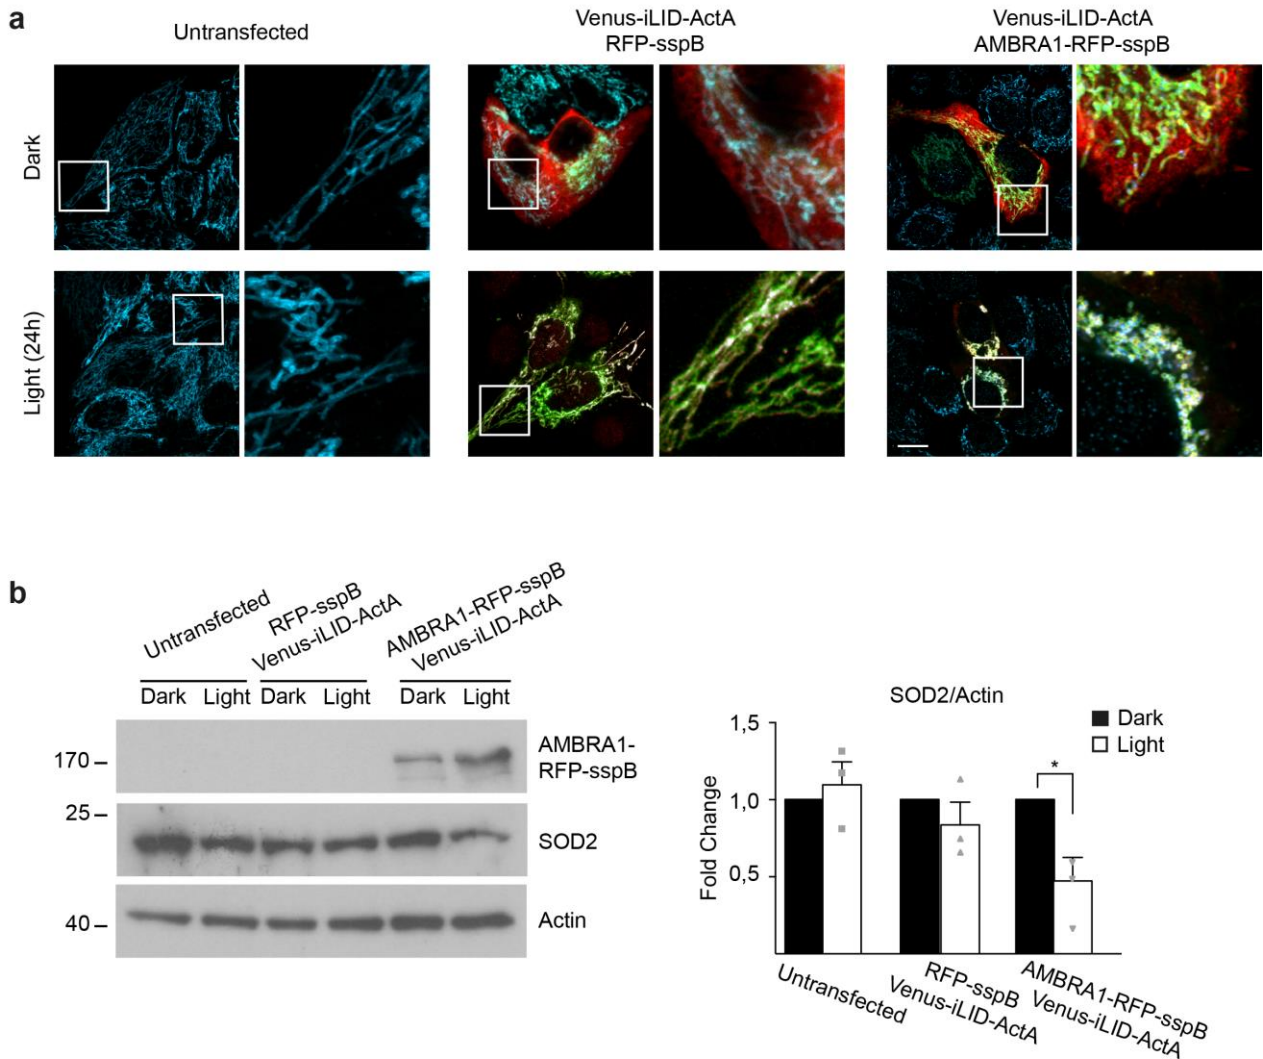 a
Untransfected
Venus-iLID-ActA
RFP-sspB
Venus-iLID-ActA
AMBRA1-RFP-sspB
Dark
Light (24h)
b
Untransfected
RFP-sspB
Venus-iLID-ActA
AMBRA1-RFP-sspB
Venus-iLID-ActA
Dark Light Dark Light Dark Light
170
AMBRA1-
RFP-sspB
25
SOD2
40
Actin
SOD2/Actin
Dark
Light
Fold Change
1,5
1,0
0,5
*
Untransfected
RFP-sspB
Venus-iLID-ActA
AMBRA1-RFP-sspB
Venus-iLID-ActA